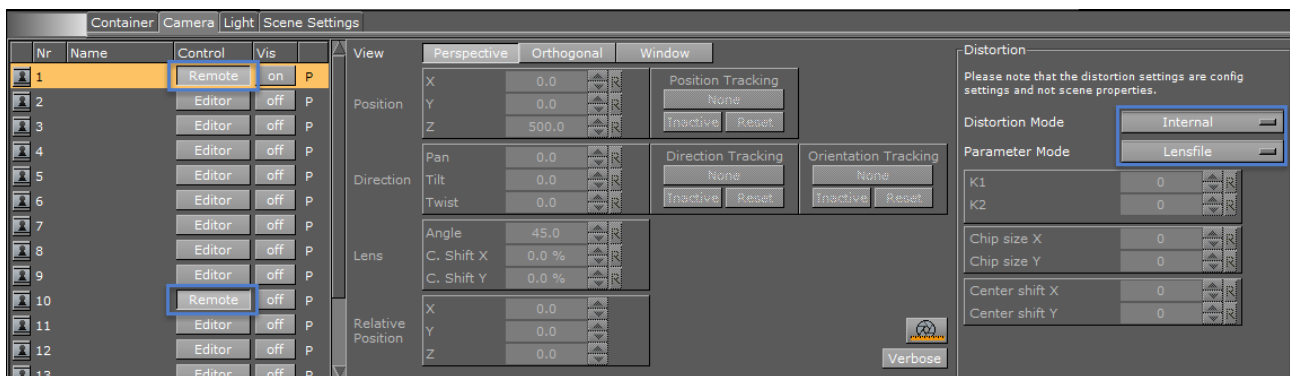 Container Camera Light Scene Settings
Nr Name Control Vis
1 Remote on P
2 Editor off P
3 Editor off P
4 Editor off P
5 Editor off P
6 Editor off P
7 Editor off P
8 Editor off P
9 Editor off P
10 Remote off P
11 Editor off P
12 Editor off P
13 Editor off P
View Perspective Orthogonal Window
Position
X 0.0 R
Y 0.0 R
Z 500.0 R
Position Tracking
None
Inactive Reset
Direction
Pan 0.0 R
Tilt 0.0 R
Twist 0.0 R
Direction Tracking
None
Inactive Reset
Orientation Tracking
None
Inactive Reset
Lens
Angle 45.0 R
C. Shift X 0.0 % R
C. Shift Y 0.0 % R
Relative
Position
X 0.0
Y 0.0
Z 0.0
Verbose
Distortion
Please note that the distortion settings are config
settings and not scene properties.
Distortion Mode Internal
Parameter Mode Lensfile
K1 0 R
K2 0 R
Chip size X 0 R
Chip size Y 0 R
Center shift X 0 R
Center shift Y 0 R